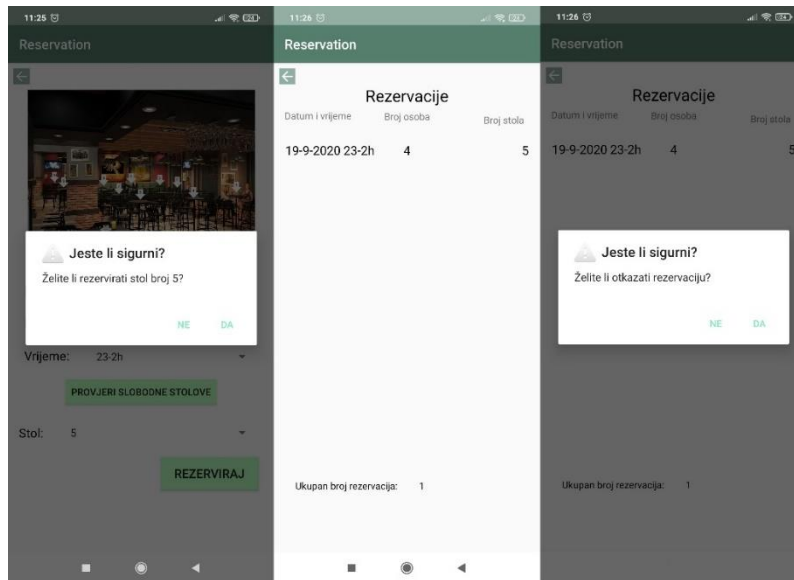 11:25
Reservation
Jeste li sigurni?
Želite li rezervirati stol broj 5?
NE DA
Vrijeme: 23-2h
PROVJERI SLOBODNE STOLOVE
Stol: 5
REZERVIRAJ
11:26
Reservation
Rezervacije
Datum i vrijeme Broj osoba Broj stola
19-9-2020 23-2h 4 5
Ukupan broj rezervacija: 1
11:26
Reservation
Rezervacije
Datum i vrijeme Broj osoba Broj stola
19-9-2020 23-2h 4 5
Jeste li sigurni?
Želite li otkazati rezervaciju?
NE DA
Ukupan broj rezervacija: 1